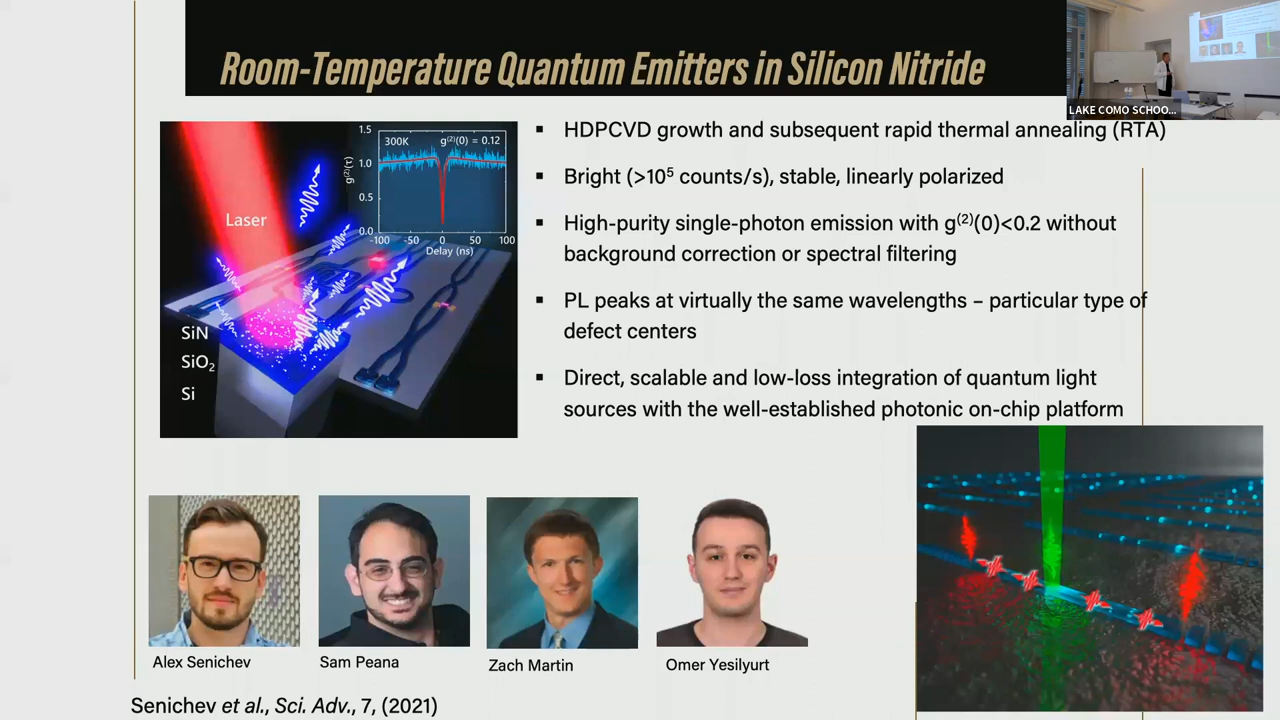 Room-Temperature Quantum Emitters in Silicon Nitride
LAKE COMO SCHOO...
1.5
300K
g⁽²⁾(0) = 0.12
g⁽²⁾(τ)
1.0
0.5
0.0
-100 -50 0 50 100
Delay (ns)
Laser
SiN
SiO₂
Si
▪ HDPCVD growth and subsequent rapid thermal annealing (RTA)
▪ Bright (>10⁵ counts/s), stable, linearly polarized
▪ High-purity single-photon emission with g⁽²⁾(0)<0.2 without
background correction or spectral filtering
▪ PL peaks at virtually the same wavelengths – particular type of
defect centers
▪ Direct, scalable and low-loss integration of quantum light
sources with the well-established photonic on-chip platform
Alex Senichev
Sam Peana
Zach Martin
Omer Yesilyurt
Senichev et al., Sci. Adv., 7, (2021)